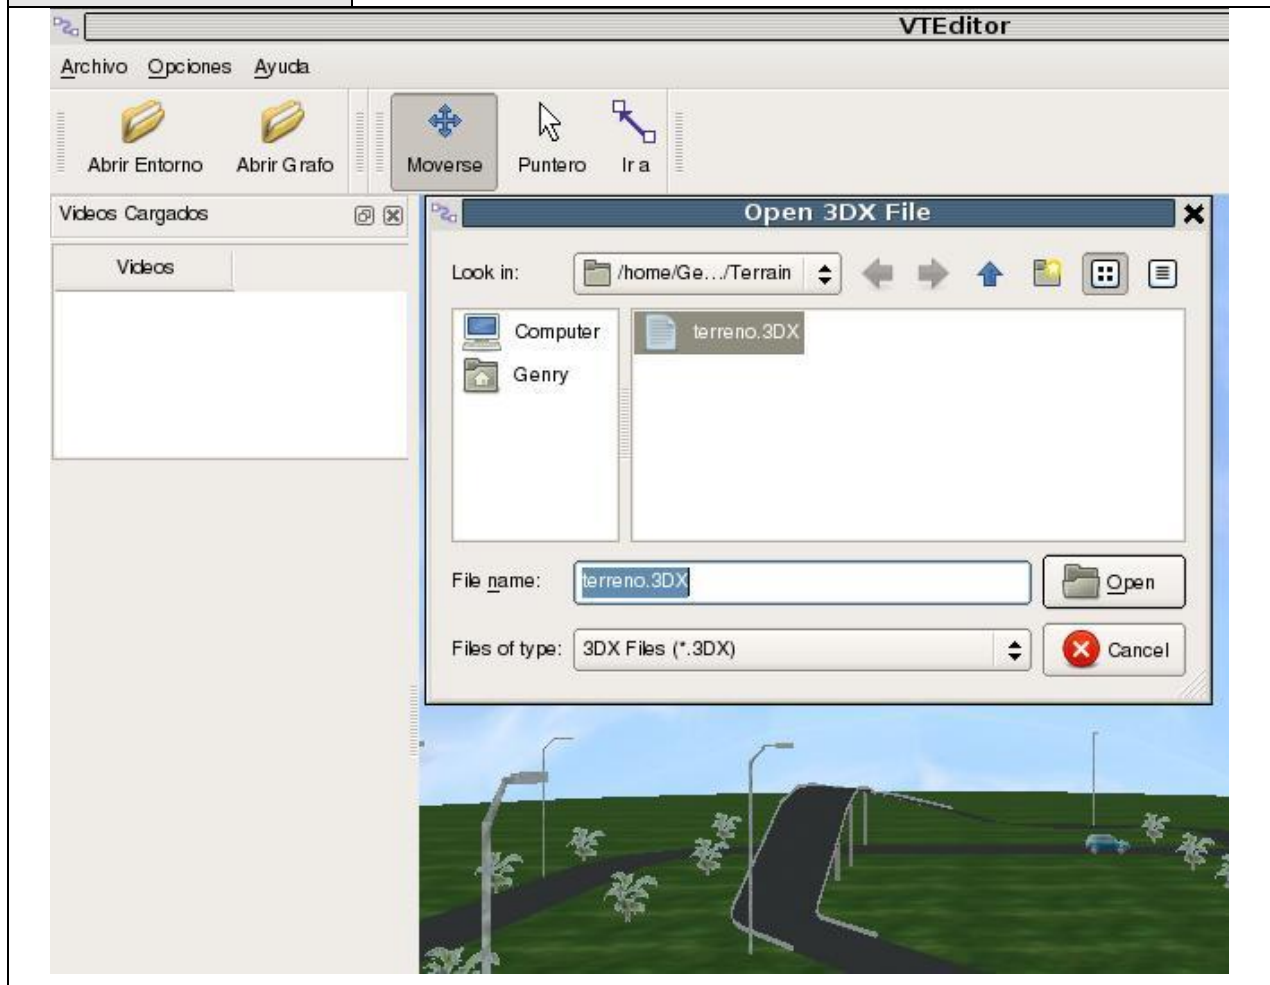 VTEditor
Archivo Opciones Ayuda
Abrir Entorno Abrir Grafo Moverse Puntero Ir a
Videos Cargados
Videos
Open 3DX File
Look in: /home/Ge.../Terrain
Computer
Genry
terreno.3DX
File name: terreno.3DX Open
Files of type: 3DX Files (*.3DX) Cancel